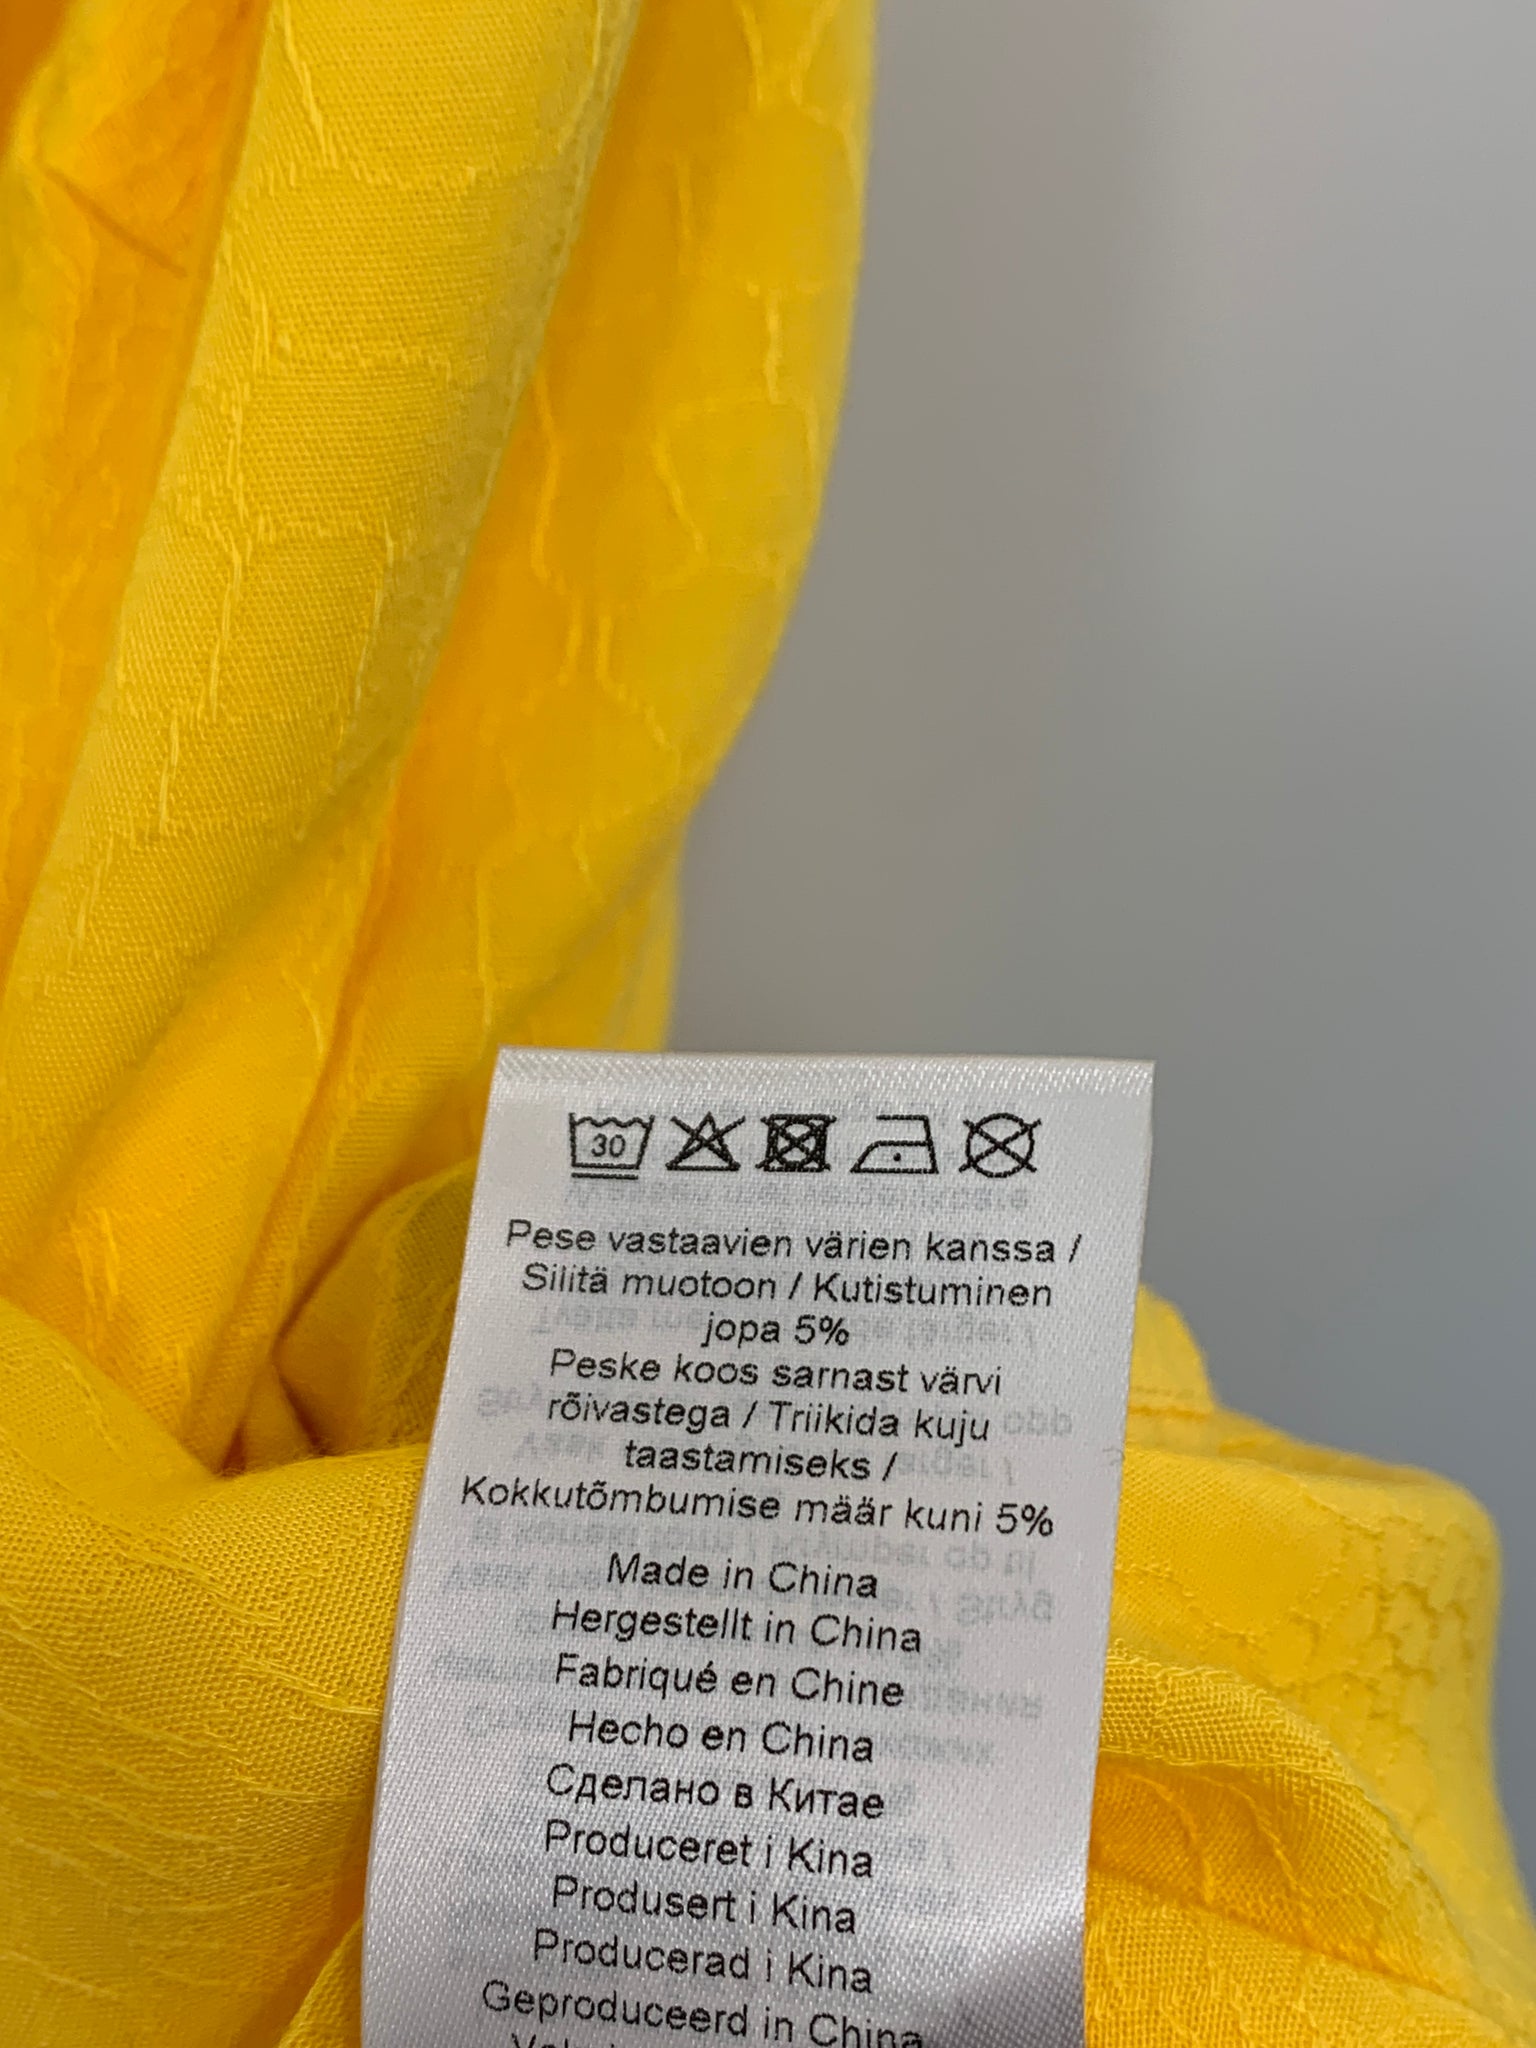 30
Pese vastaavien värien kanssa /
Silitä muotoon / Kutistuminen
jopa 5%
Peske koos sarnast värvi
rõivastega / Triikida kuju
taastamiseks /
Kokkutõmbumise määr kuni 5%
Made in China
Hergestellt in China
Fabriqué en Chine
Hecho en China
Сделано в Китае
Produceret i Kina
Produsert i Kina
Producerad i Kina
Geproduceerd in China